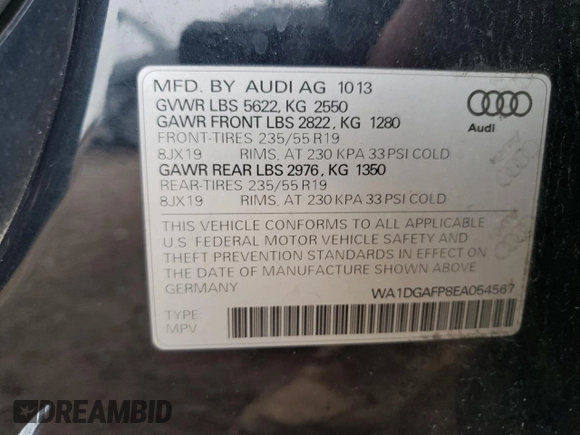 MFD. BY AUDI AG 10 13
GVWR LBS 5622, KG 2550
GAWR FRONT LBS 2822, KG 1280
FRONT-TIRES 235/55 R19
8JX19 RIMS, AT 230 KPA 33 PSI COLD
GAWR REAR LBS 2976, KG 1350
REAR-TIRES 235/55 R19
8JX19 RIMS, AT 230 KPA 33 PSI COLD
Audi
THIS VEHICLE CONFORMS TO ALL APPLICABLE
U.S. FEDERAL MOTOR VEHICLE SAFETY AND
THEFT PREVENTION STANDARDS IN EFFECT ON
THE DATE OF MANUFACTURE SHOWN ABOVE.
GERMANY
WA1DGAFP8EA054567
TYPE
MPV
DREAMBID